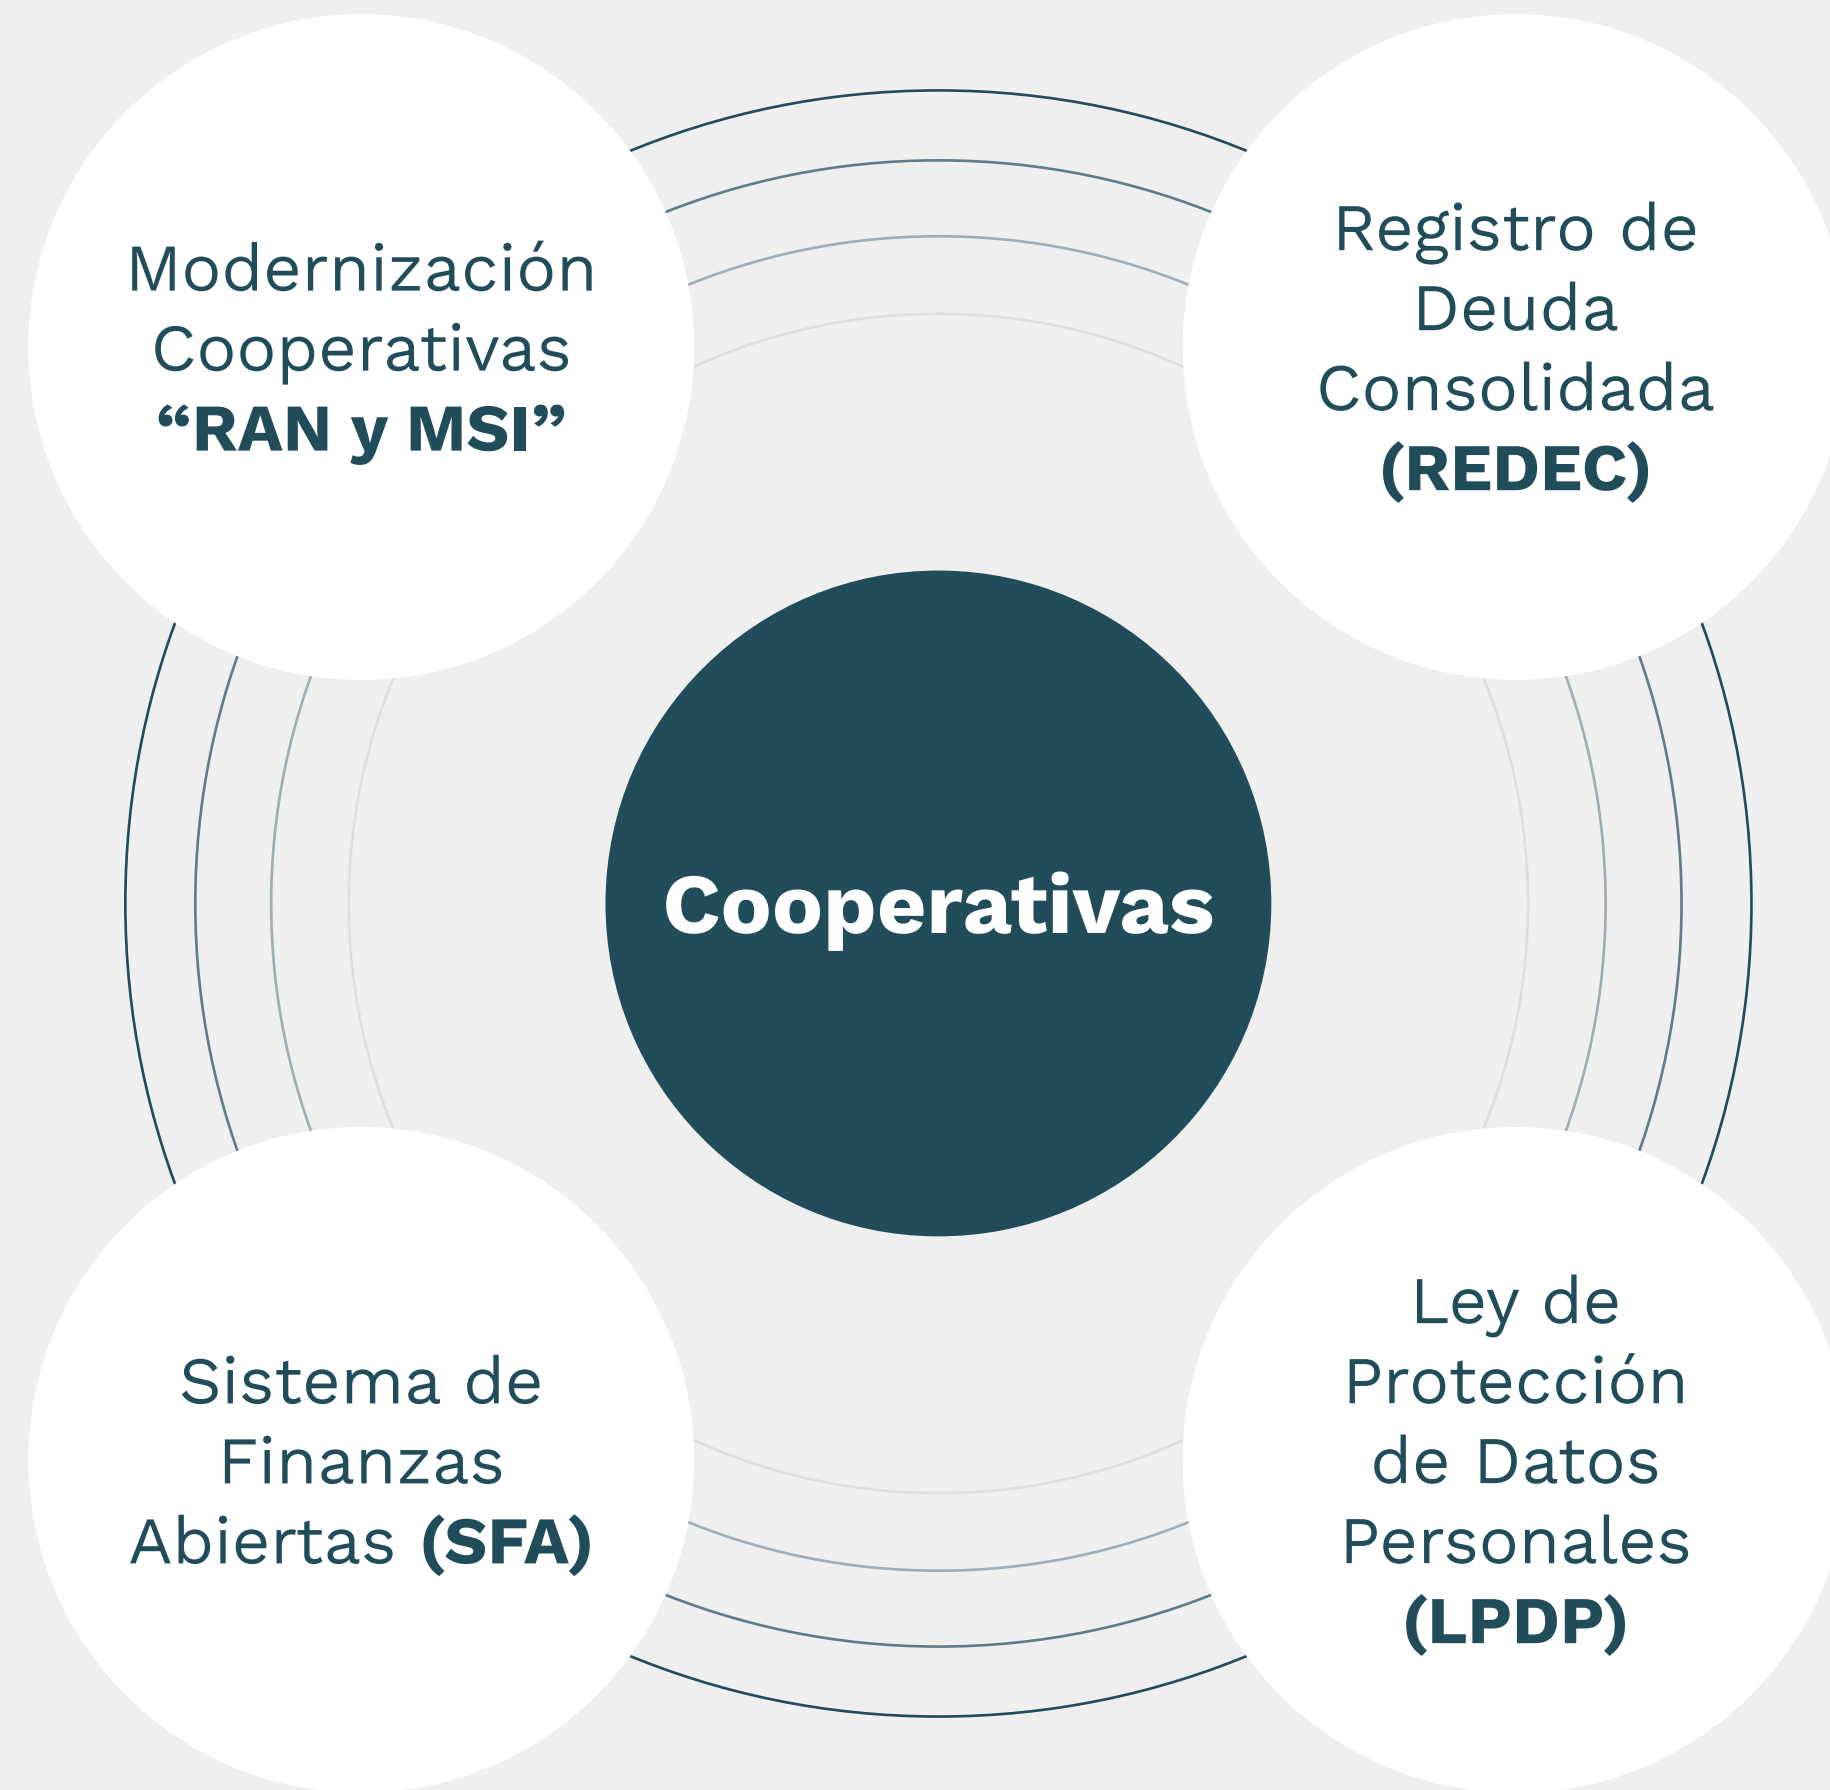 Modernización
Cooperativas
“RAN y MSI”
Registro de
Deuda
Consolidada
(REDEC)
Cooperativas
Sistema de
Finanzas
Abiertas (SFA)
Ley de
Protección
de Datos
Personales
(LPDP)